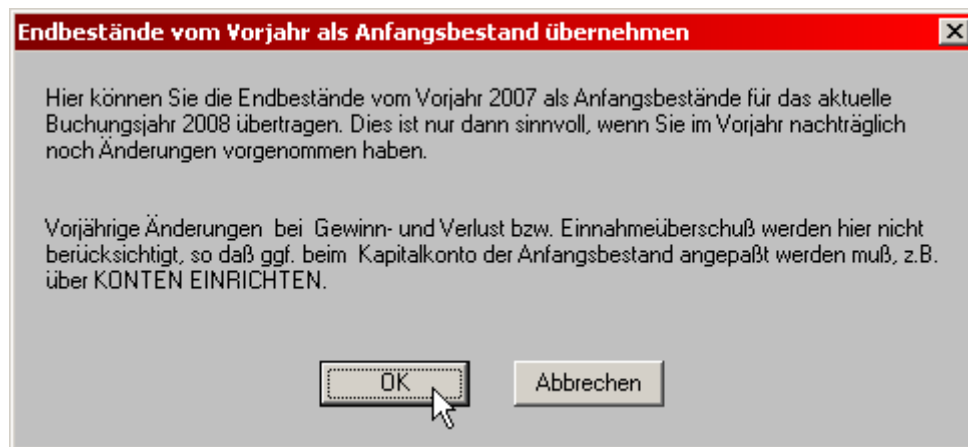 Endbestände vom Vorjahr als Anfangsbestand übernehmen
Hier können Sie die Endbestände vom Vorjahr 2007 als Anfangsbestände für das aktuelle
Buchungsjahr 2008 übertragen. Dies ist nur dann sinnvoll, wenn Sie im Vorjahr nachträglich
noch Änderungen vorgenommen haben.
Vorjährige Änderungen bei Gewinn- und Verlust bzw. Einnahmeüberschuß werden hier nicht
berücksichtigt, so daß ggf. beim Kapitalkonto der Anfangsbestand angepaßt werden muß, z.B.
über KONTEN EINRICHTEN.
OK
Abbrechen